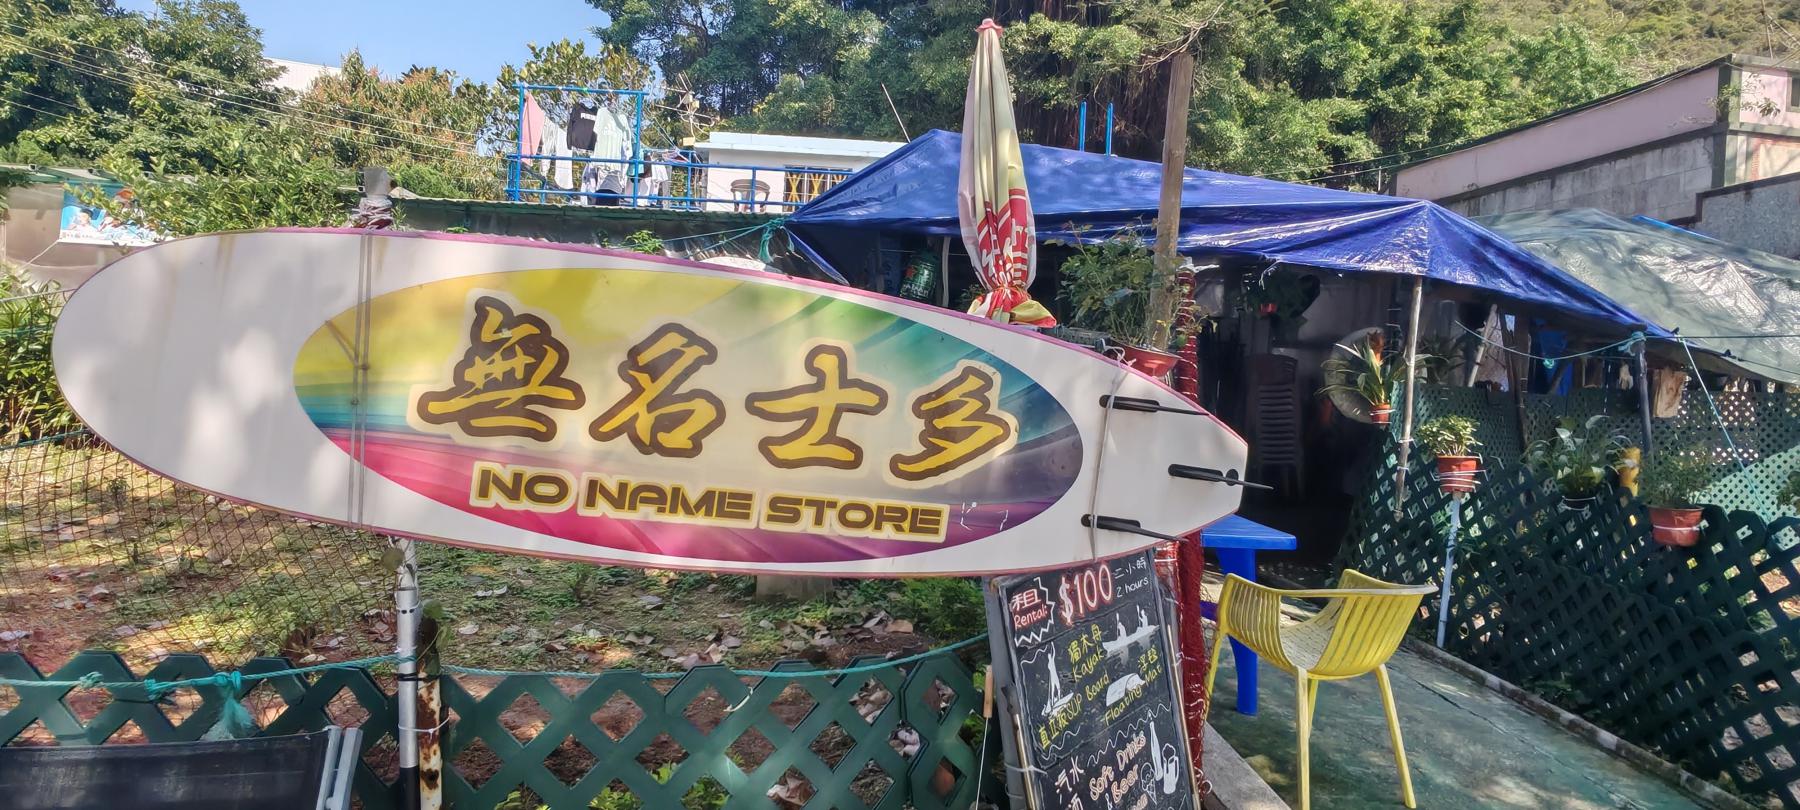 無名士多
NO NAME STORE
租
Rental:
$100
二小時
2 hours
獨木舟
Kayak
直立板SUP Board
浮毯
Floating Mat
汽水
Soft Drinks
Beer